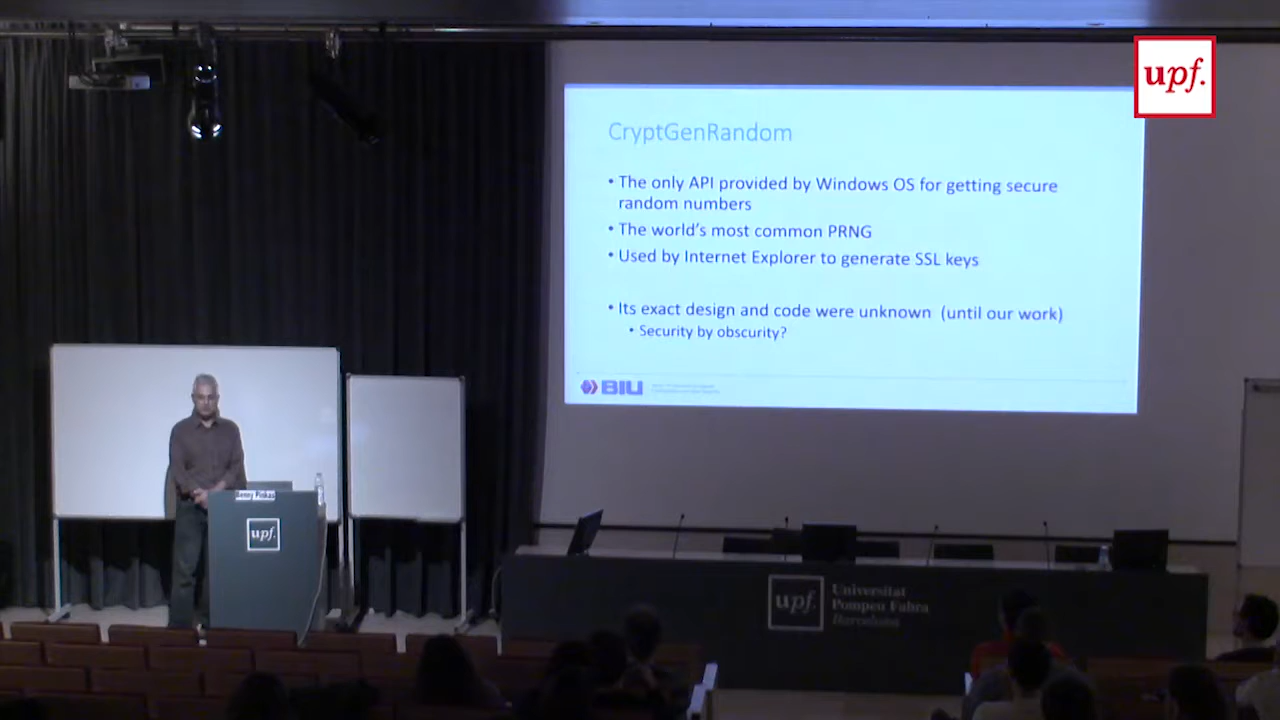 upf.
CryptGenRandom
• The only API provided by Windows OS for getting secure
random numbers
• The world's most common PRNG
• Used by Internet Explorer to generate SSL keys
• Its exact design and code were unknown (until our work)
• Security by obscurity?
BIU
Benny Pinkas
upf.
upf.
Universitat
Pompeu Fabra
Barcelona